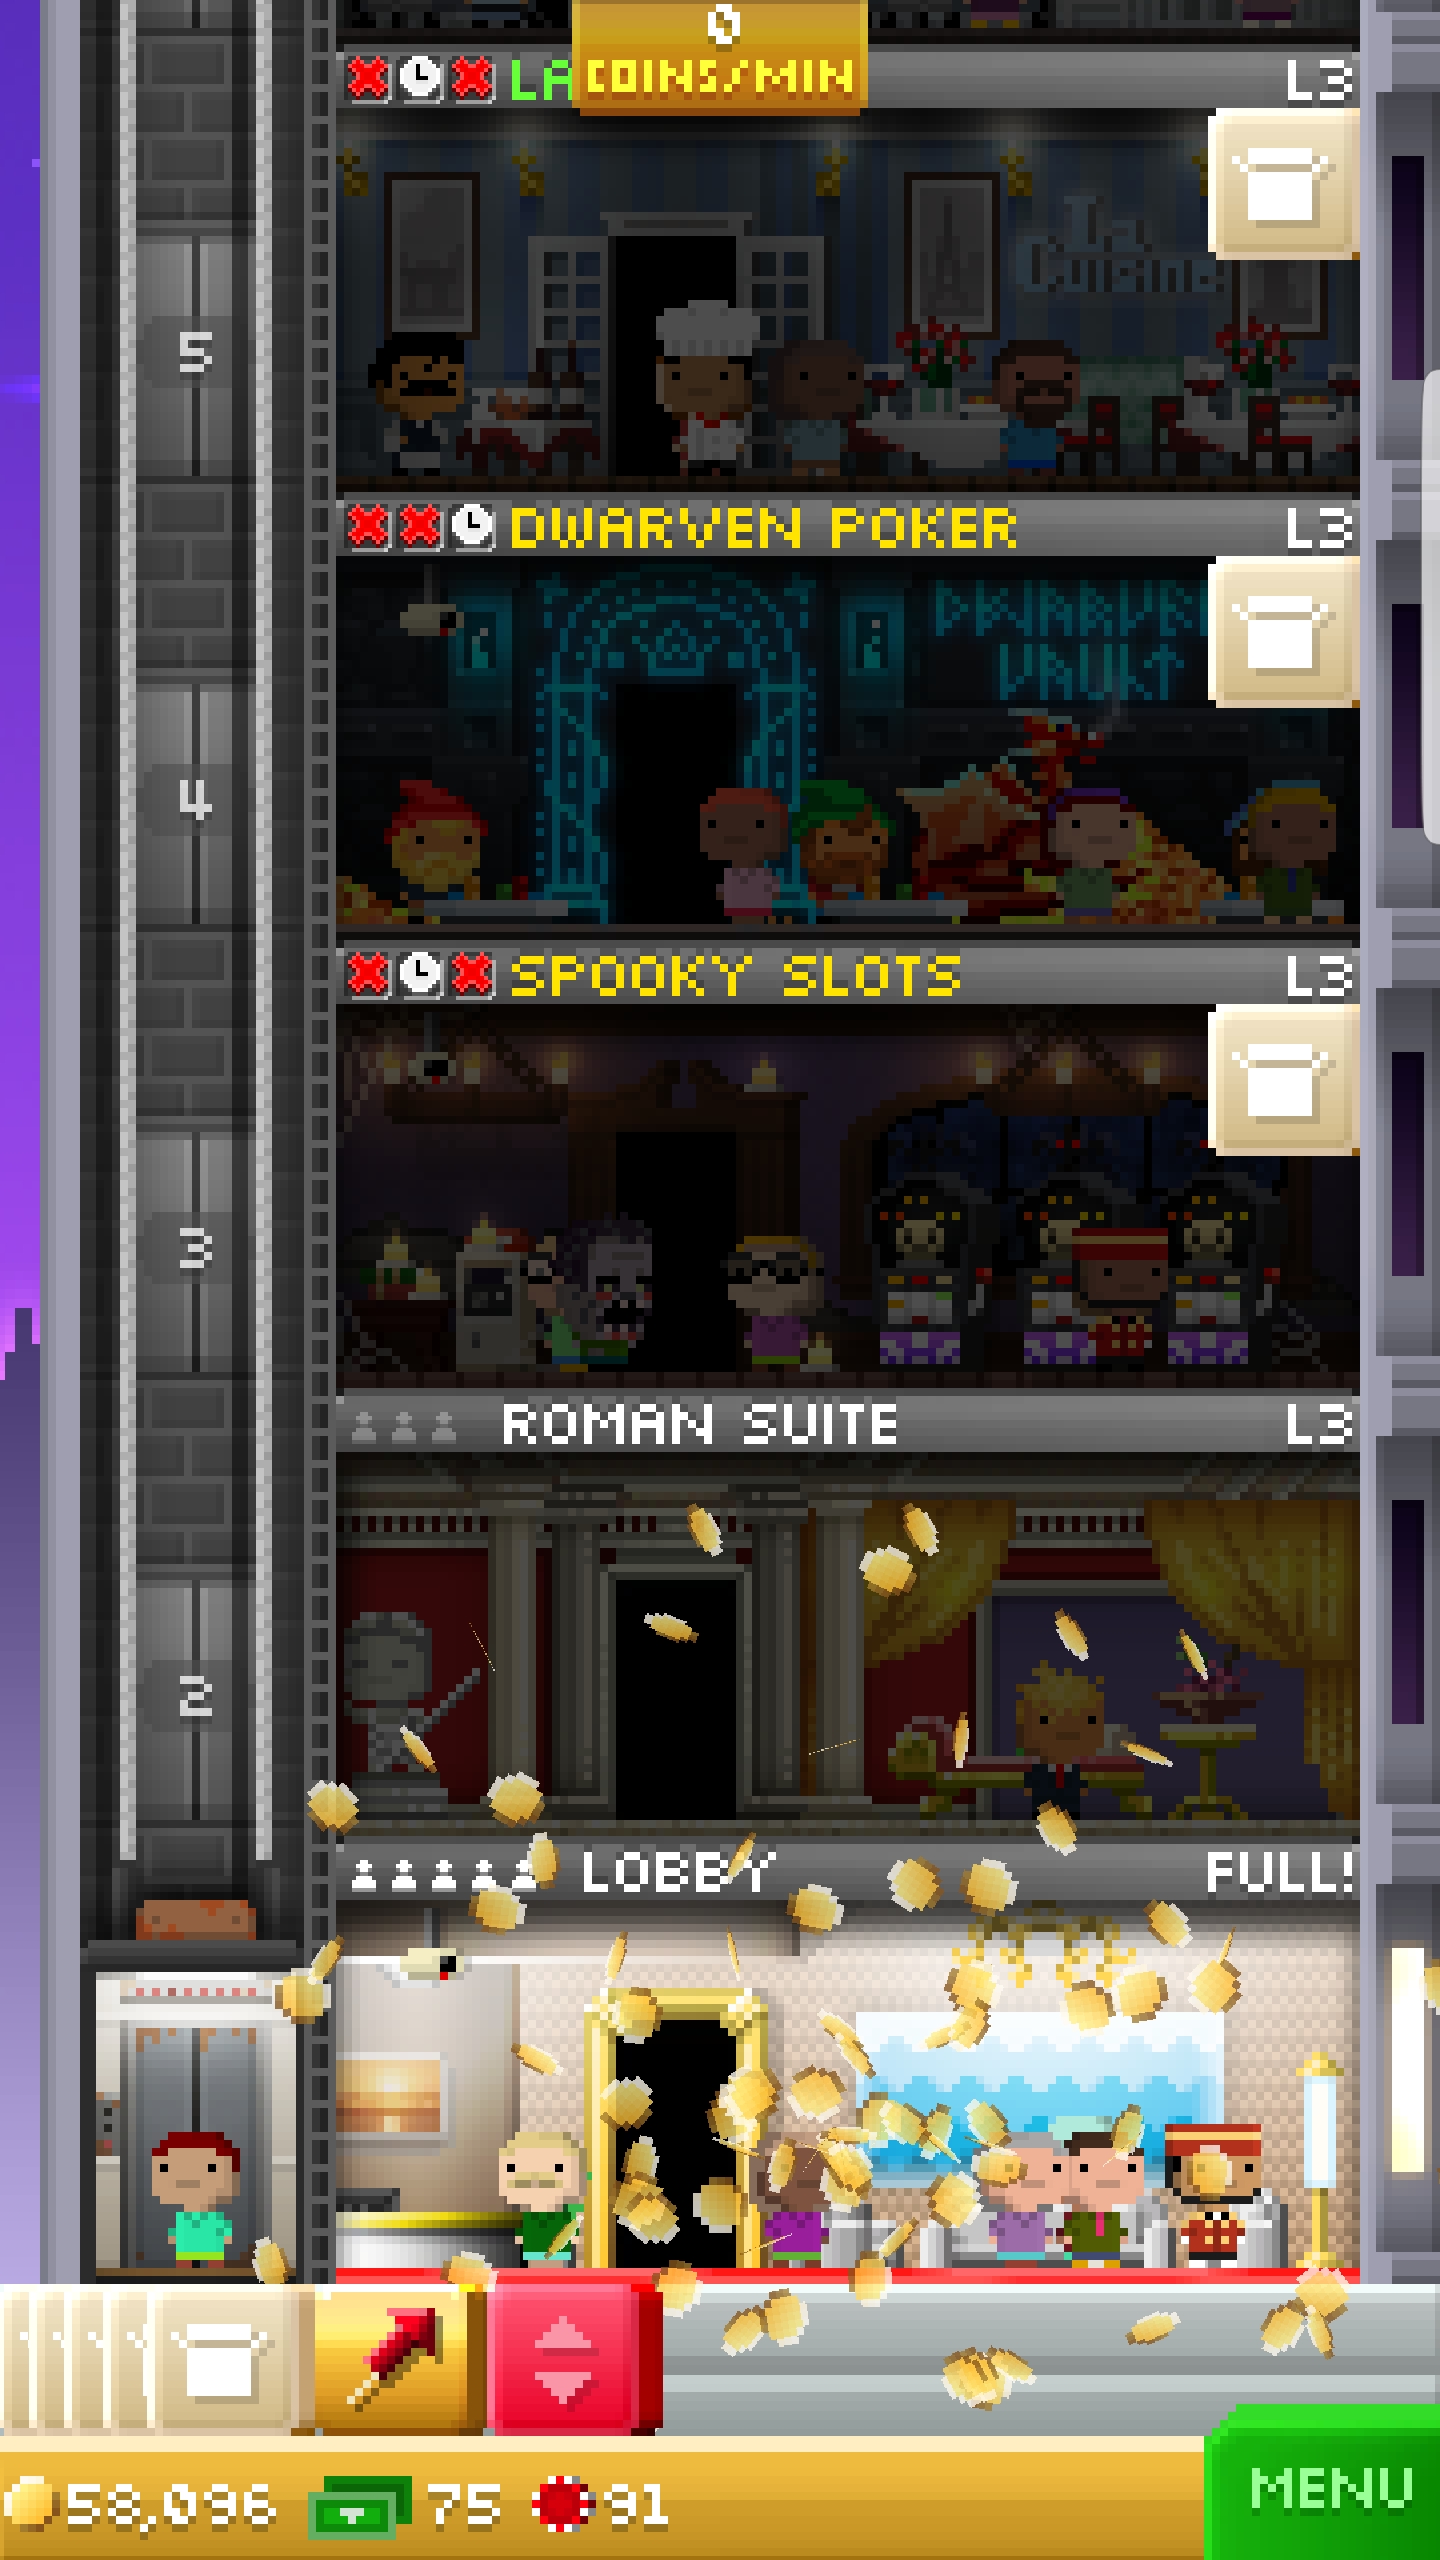 0
COINS/MIN
LA
L3
La
Cuisine
5
DWARVEN POKER
L3
DWARVEN
VAULT
4
SPOOKY SLOTS
L3
3
ROMAN SUITE
L3
2
LOBBY
FULL!
58,096
75
91
MENU